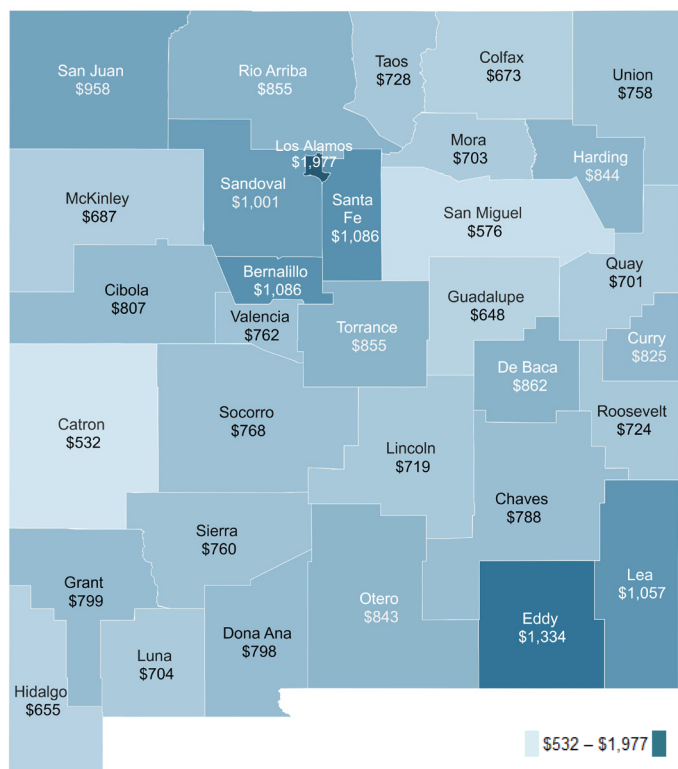 San Juan
$958
Rio Arriba
$855
Taos
$728
Colfax
$673
Union
$758
Los Alamos
$1,977
Mora
$703
Harding
$844
McKinley
$687
Sandoval
$1,001
Santa
Fe
$1,086
San Miguel
$576
Quay
$701
Cibola
$807
Bernalillo
$1,086
Valencia
$762
Torrance
$855
Guadalupe
$648
Curry
$825
De Baca
$862
Catron
$532
Socorro
$768
Roosevelt
$724
Lincoln
$719
Chaves
$788
Sierra
$760
Grant
$799
Otero
$843
Eddy
$1,334
Lea
$1,057
Dona Ana
$798
Luna
$704
Hidalgo
$655
$532 – $1,977